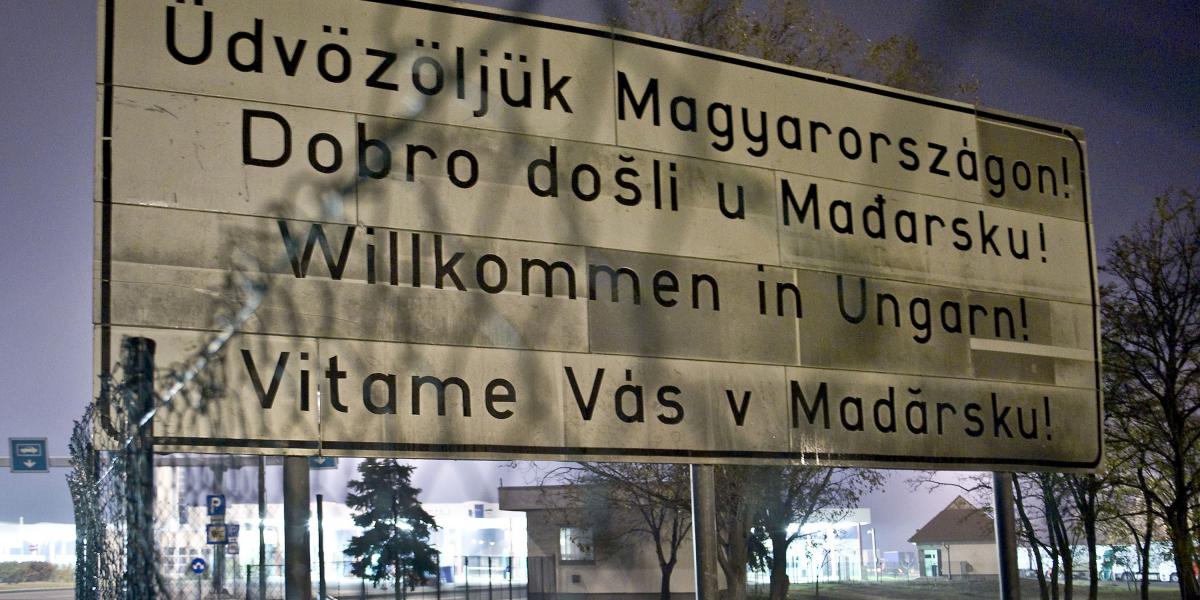 Üdvözöljük Magyarországon!
Dobro došli u Mađarsku!
Willkommen in Ungarn!
Vitame Vás v Madărsku!
P